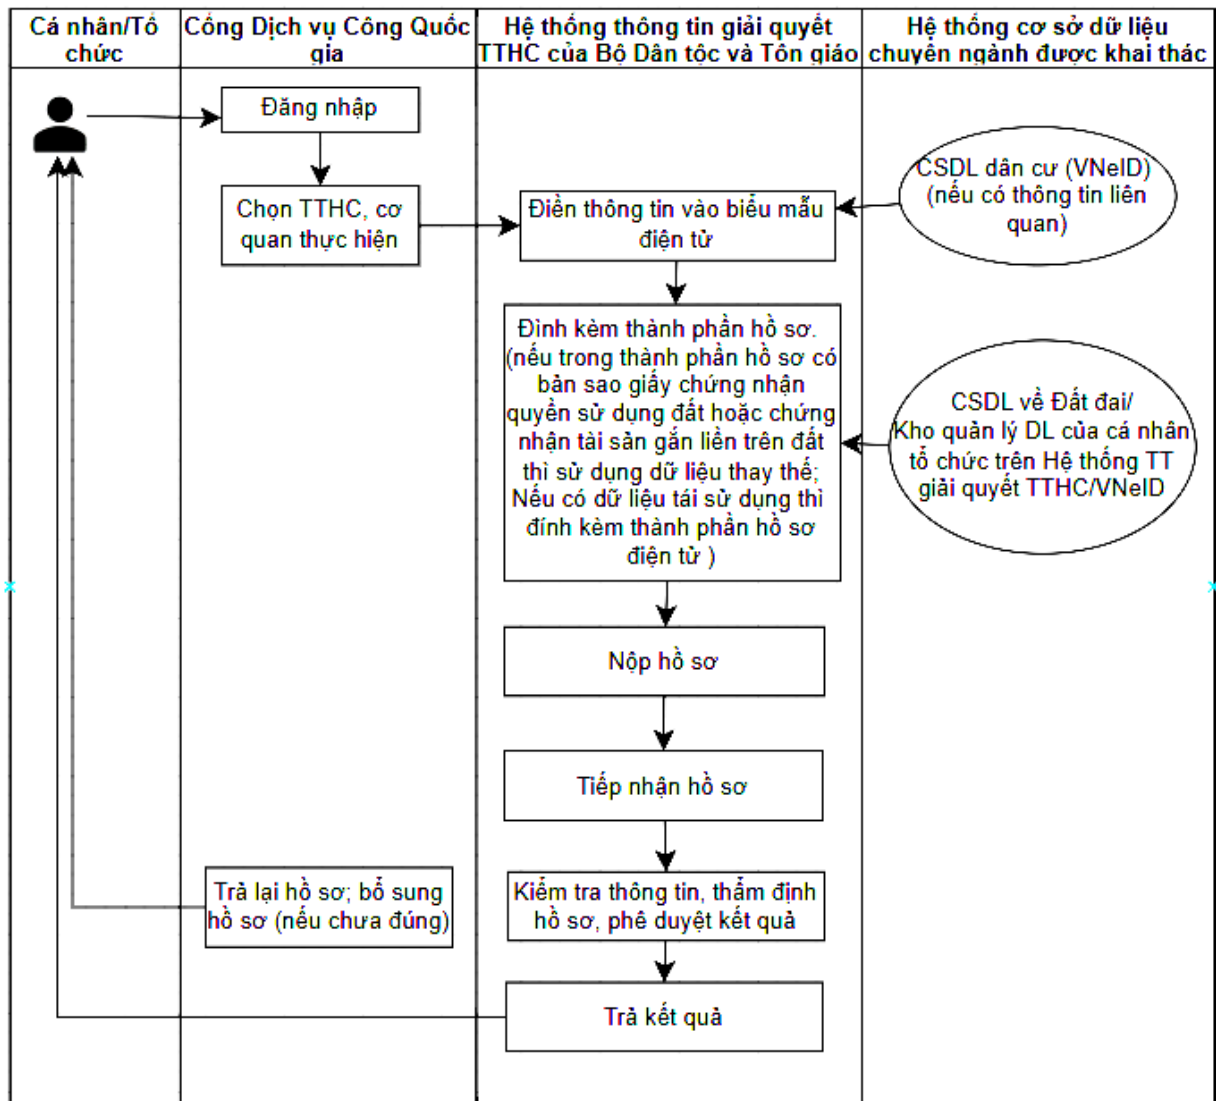 Cá nhân/Tổ
chức
Cổng Dịch vụ Công Quốc
gia
Hệ thống thông tin giải quyết
TTHC của Bộ Dân tộc và Tôn giáo
Hệ thống cơ sở dữ liệu
chuyên ngành được khai thác
Đăng nhập
Chọn TTHC, cơ
quan thực hiện
Điền thông tin vào biểu mẫu
điện tử
CSDL dân cư (VNeID)
(nếu có thông tin liên
quan)
Đính kèm thành phần hồ sơ.
(nếu trong thành phần hồ sơ có
bản sao giấy chứng nhận
quyền sử dụng đất hoặc chứng
nhận tài sản gắn liền trên đất
thì sử dụng dữ liệu thay thế;
Nếu có dữ liệu tái sử dụng thì
đính kèm thành phần hồ sơ
điện tử )
CSDL về Đất đai/
Kho quản lý DL của cá nhân
tổ chức trên Hệ thống TT
giải quyết TTHC/VNeID
Nộp hồ sơ
Tiếp nhận hồ sơ
Trả lại hồ sơ; bổ sung
hồ sơ (nếu chưa đúng)
Kiểm tra thông tin, thẩm định
hồ sơ, phê duyệt kết quả
Trả kết quả